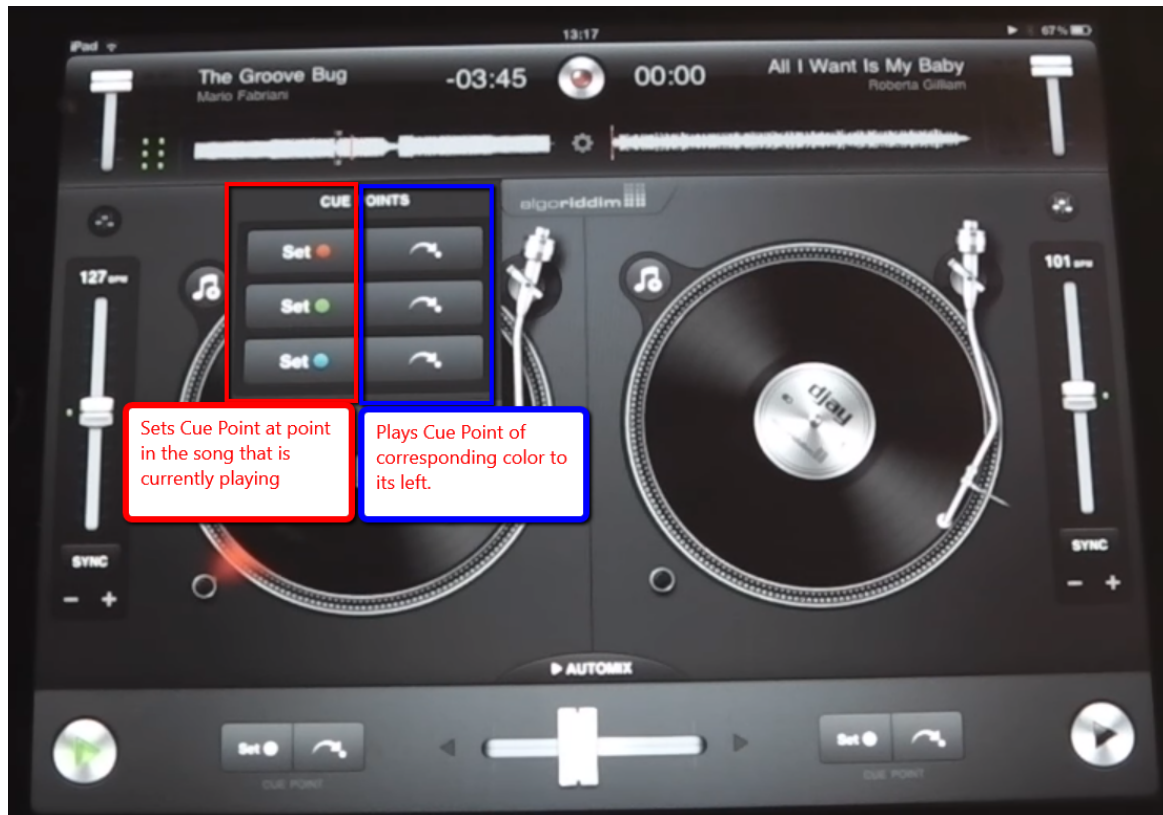 iPad
13:17
67%
The Groove Bug
Mario Fabriani
-03:45
00:00
All I Want Is My Baby
Roberta Gilliam
CUE POINTS
algoriddim
Set
Set
Set
127 BPM
101 BPM
djay
Sets Cue Point at point
in the song that is
currently playing
Plays Cue Point of
corresponding color to
its left.
SYNC
- +
SYNC
- +
AUTOMIX
Set
CUE POINT
Set
CUE POINT